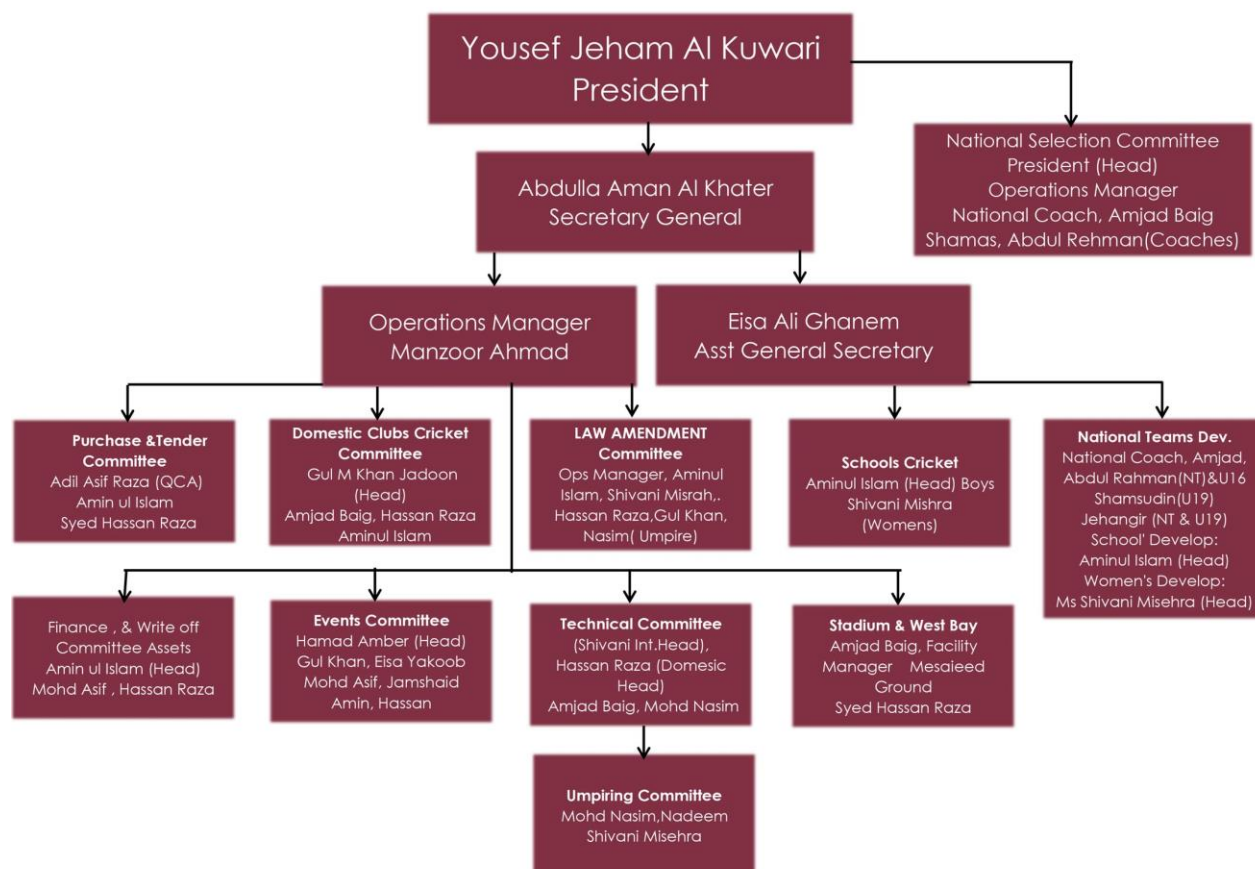 Yousef Jeham Al Kuwari
President
National Selection Committee
President (Head)
Operations Manager
National Coach, Amjad Baig
Shamas, Abdul Rehman(Coaches)
Abdulla Aman Al Khater
Secretary General
Operations Manager
Manzoor Ahmad
Eisa Ali Ghanem
Asst General Secretary
Purchase &Tender
Committee
Adil Asif Raza (QCA)
Amin ul Islam
Syed Hassan Raza
Domestic Clubs Cricket
Committee
Gul M Khan Jadoon
(Head)
Amjad Baig, Hassan Raza
Aminul Islam
LAW AMENDMENT
Committee
Ops Manager, Aminul
Islam, Shivani Misrah,.
Hassan Raza,Gul Khan,
Nasim( Umpire)
Schools Cricket
Aminul Islam (Head) Boys
Shivani Mishra
(Womens)
National Teams Dev.
National Coach, Amjad,
Abdul Rahman(NT)&U16
Shamsudin(U19)
Jehangir (NT & U19)
School' Develop:
Aminul Islam (Head)
Women's Develop:
Ms Shivani Misehra (Head)
Finance , & Write off
Committee Assets
Amin ul Islam (Head)
Mohd Asif , Hassan Raza
Events Committee
Hamad Amber (Head)
Gul Khan, Eisa Yakoob
Mohd Asif, Jamshaid
Amin, Hassan
Technical Committee
(Shivani Int.Head),
Hassan Raza (Domesic
Head)
Amjad Baig, Mohd Nasim
Stadium & West Bay
Amjad Baig, Facility
Manager Mesaieed
Ground
Syed Hassan Raza
Umpiring Committee
Mohd Nasim,Nadeem
Shivani Misehra